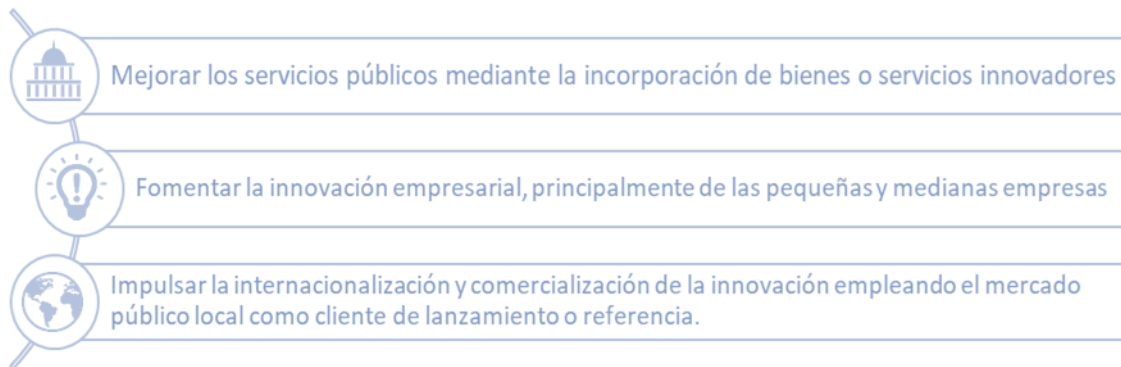 Mejorar los servicios públicos mediante la incorporación de bienes o servicios innovadores
Fomentar la innovación empresarial, principalmente de las pequeñas y medianas empresas
Impulsar la internacionalización y comercialización de la innovación empleando el mercado
público local como cliente de lanzamiento o referencia.